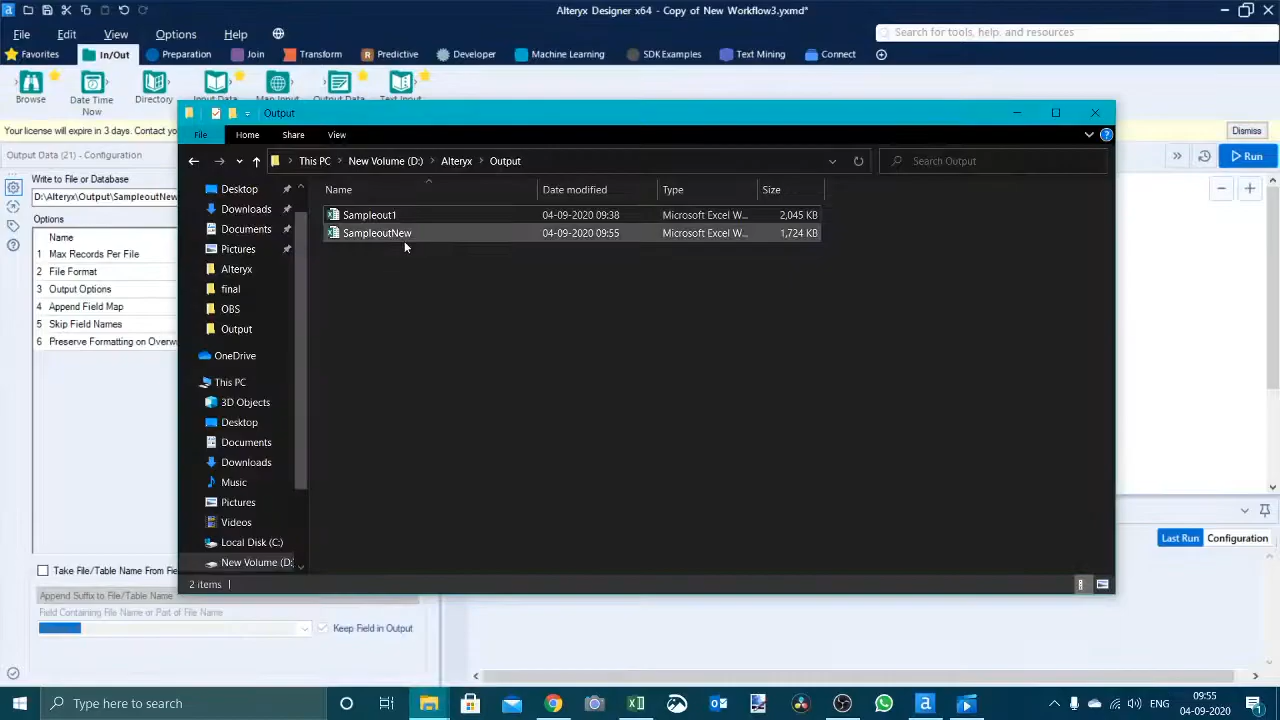 Alteryx Designer x64 - Copy of New Workflow3.yxmd*
File Edit View Options Help
Search for tools, help, and resources
Favorites In/Out Preparation Join Transform Predictive Developer Machine Learning SDK Examples Text Mining Connect
Browse Date Time Now Directory Input Data Map Input Output Data Text Input
Your license will expire in 3 days. Contact yo
Dismiss
Output Data (21) - Configuration
Run
Write to File or Database
D:\Alteryx\Output\SampleoutNew
Options
Name
1 Max Records Per File
2 File Format
3 Output Options
4 Append Field Map
5 Skip Field Names
6 Preserve Formatting on Overw
Take File/Table Name From Fiel
Append Suffix to File/Table Name
Field Containing File Name or Part of File Name
Keep Field in Output
Output
File Home Share View
This PC > New Volume (D:) > Alteryx > Output
Search Output
Name Date modified Type Size
Sampleout1 04-09-2020 09:38 Microsoft Excel W... 2,045 KB
SampleoutNew 04-09-2020 09:55 Microsoft Excel W... 1,724 KB
Desktop
Downloads
Documents
Pictures
Alteryx
final
OBS
Output
OneDrive
This PC
3D Objects
Desktop
Documents
Downloads
Music
Pictures
Videos
Local Disk (C:)
New Volume (D:
2 items
Last Run Configuration
Type here to search
ENG
09:55
04-09-2020